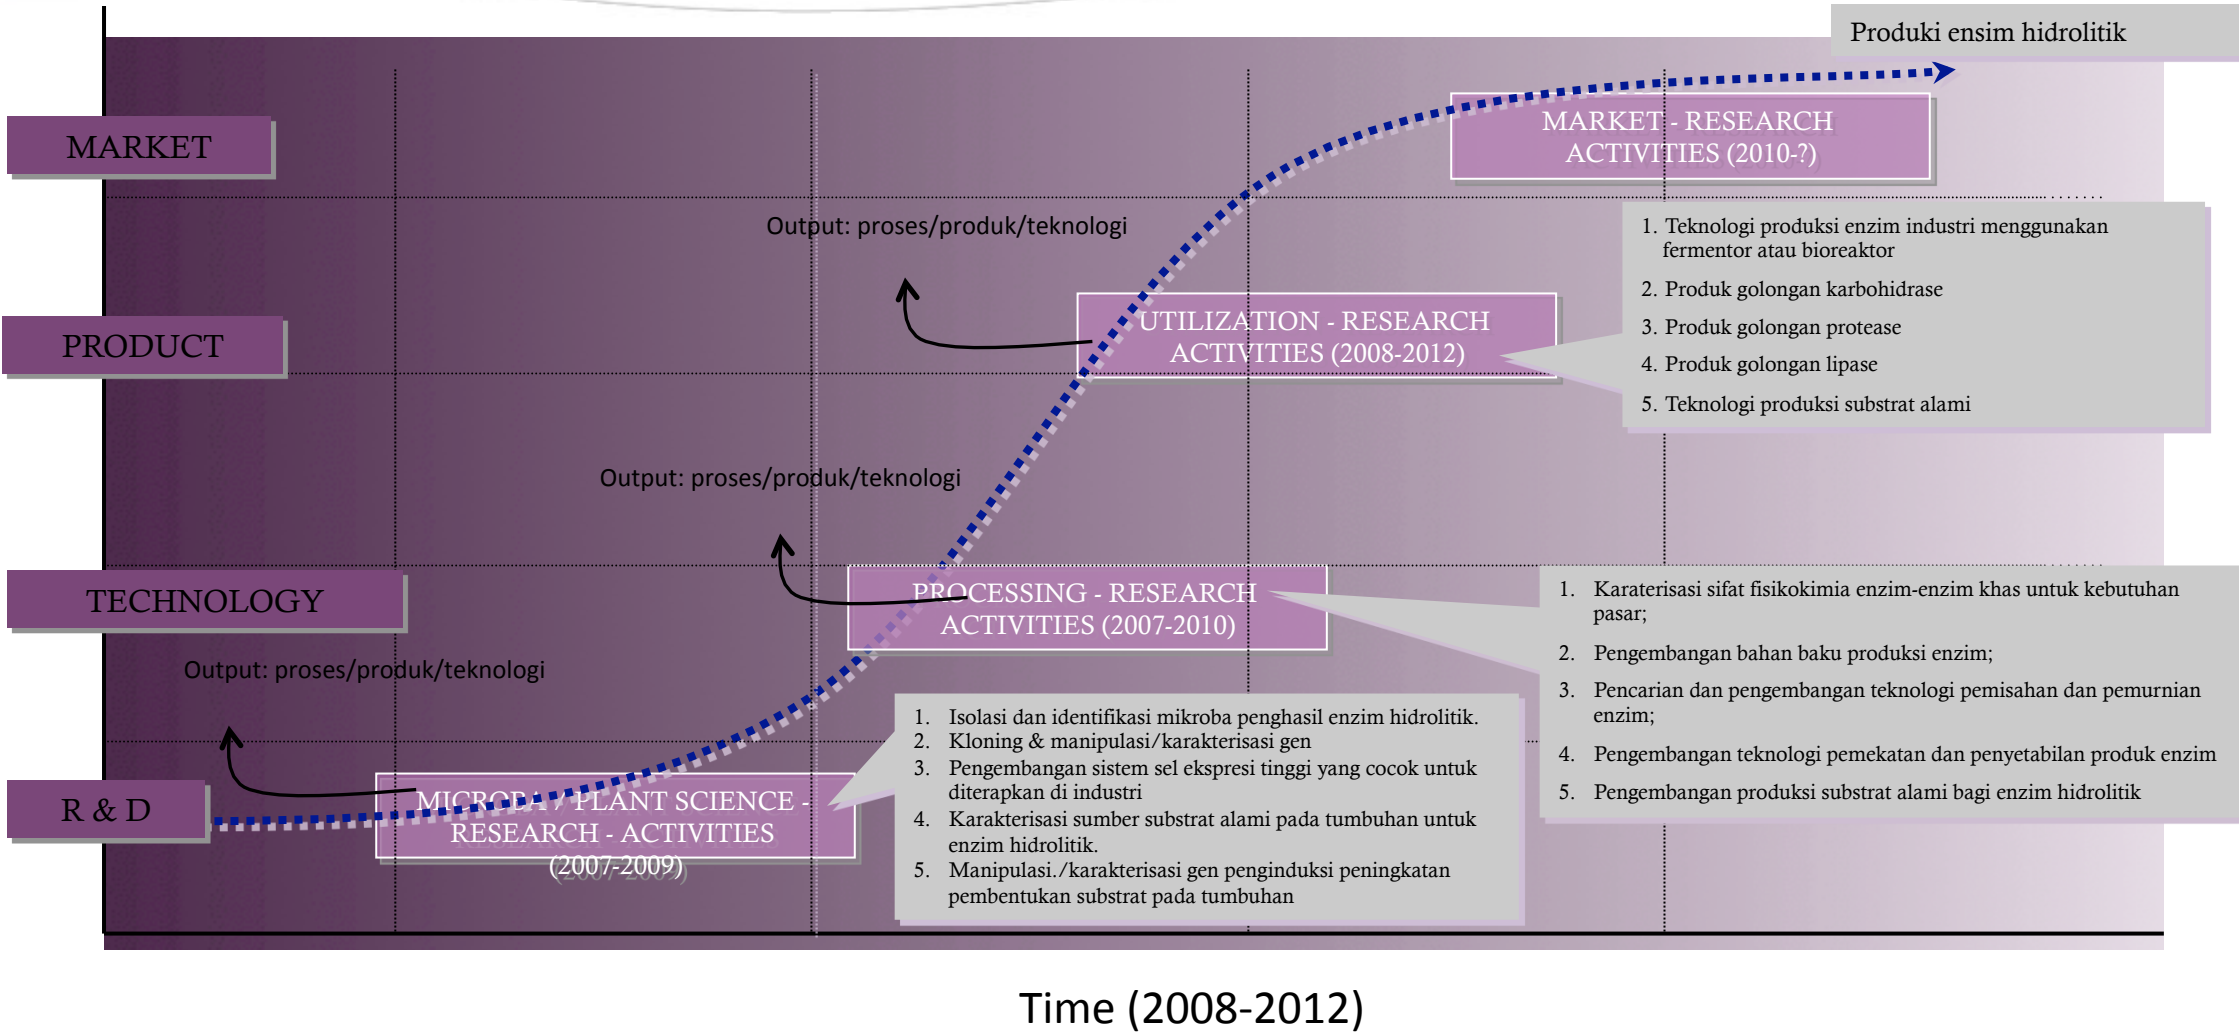 Produki ensim hidrolitik
MARKET
MARKET - RESEARCH
ACTIVITIES (2010-?)
Output: proses/produk/teknologi
1. Teknologi produksi enzim industri menggunakan
fermentor atau bioreaktor
2. Produk golongan karbohidrase
3. Produk golongan protease
4. Produk golongan lipase
5. Teknologi produksi substrat alami
PRODUCT
UTILIZATION - RESEARCH
ACTIVITIES (2008-2012)
Output: proses/produk/teknologi
TECHNOLOGY
PROCESSING - RESEARCH
ACTIVITIES (2007-2010)
1. Karaterisasi sifat fisikokimia enzim-enzim khas untuk kebutuhan
pasar;
2. Pengembangan bahan baku produksi enzim;
3. Pencarian dan pengembangan teknologi pemisahan dan pemurnian
enzim;
4. Pengembangan teknologi pemekatan dan penyetabilan produk enzim
5. Pengembangan produksi substrat alami bagi enzim hidrolitik
Output: proses/produk/teknologi
R & D
MICROBA / PLANT SCIENCE -
RESEARCH - ACTIVITIES
(2007-2009)
1. Isolasi dan identifikasi mikroba penghasil enzim hidrolitik.
2. Kloning & manipulasi/karakterisasi gen
3. Pengembangan sistem sel ekspresi tinggi yang cocok untuk
diterapkan di industri
4. Karakterisasi sumber substrat alami pada tumbuhan untuk
enzim hidrolitik.
5. Manipulasi./karakterisasi gen penginduksi peningkatan
pembentukan substrat pada tumbuhan
Time (2008-2012)